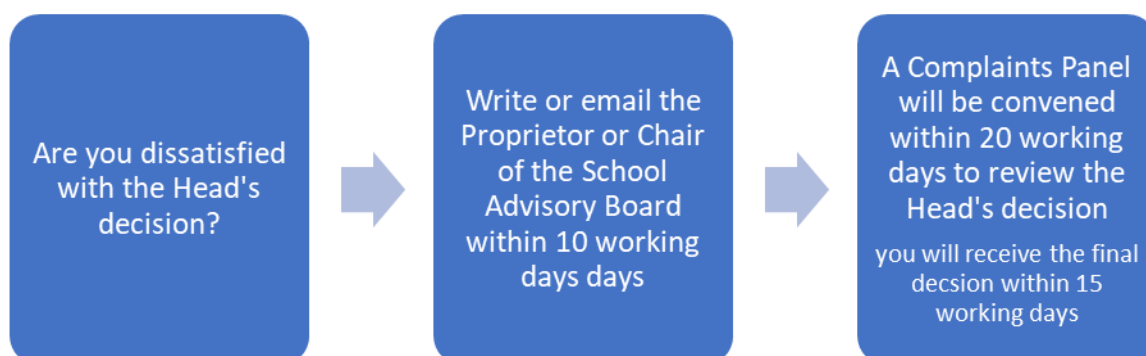 Are you dissatisfied
with the Head's
decision?
Write or email the
Proprietor or Chair
of the School
Advisory Board
within 10 working
days days
A Complaints Panel
will be convened
within 20 working
days to review the
Head's decision
you will receive the final
decsion within 15
working days